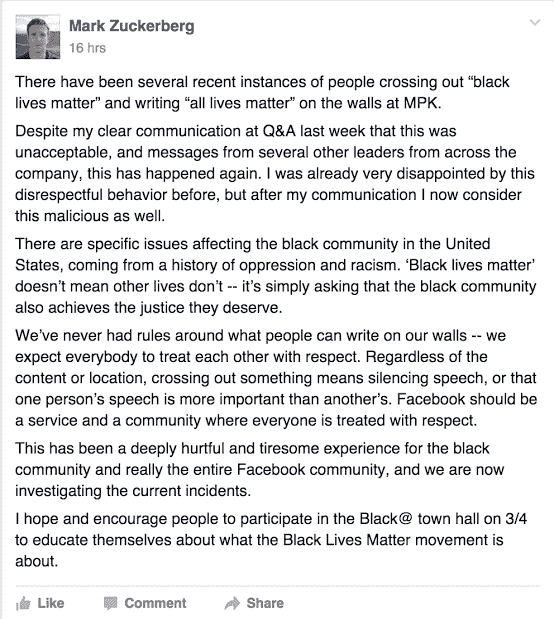 Mark Zuckerberg
16 hrs
There have been several recent instances of people crossing out “black
lives matter” and writing “all lives matter” on the walls at MPK.
Despite my clear communication at Q&A last week that this was
unacceptable, and messages from several other leaders from across the
company, this has happened again. I was already very disappointed by this
disrespectful behavior before, but after my communication I now consider
this malicious as well.
There are specific issues affecting the black community in the United
States, coming from a history of oppression and racism. ‘Black lives matter’
doesn’t mean other lives don’t -- it’s simply asking that the black community
also achieves the justice they deserve.
We’ve never had rules around what people can write on our walls -- we
expect everybody to treat each other with respect. Regardless of the
content or location, crossing out something means silencing speech, or that
one person’s speech is more important than another’s. Facebook should be
a service and a community where everyone is treated with respect.
This has been a deeply hurtful and tiresome experience for the black
community and really the entire Facebook community, and we are now
investigating the current incidents.
I hope and encourage people to participate in the Black@ town hall on 3/4
to educate themselves about what the Black Lives Matter movement is
about.
Like Comment Share